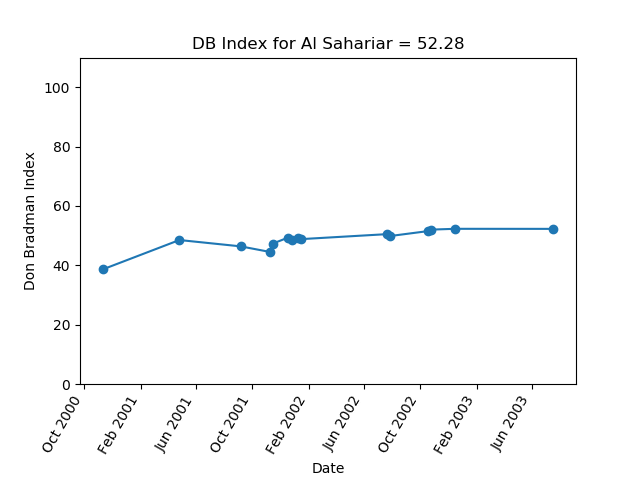 DB Index for Al Sahariar = 52.28
Don Bradman Index
100
80
60
40
20
0
Oct 2000
Feb 2001
Jun 2001
Oct 2001
Feb 2002
Jun 2002
Oct 2002
Feb 2003
Jun 2003
Date